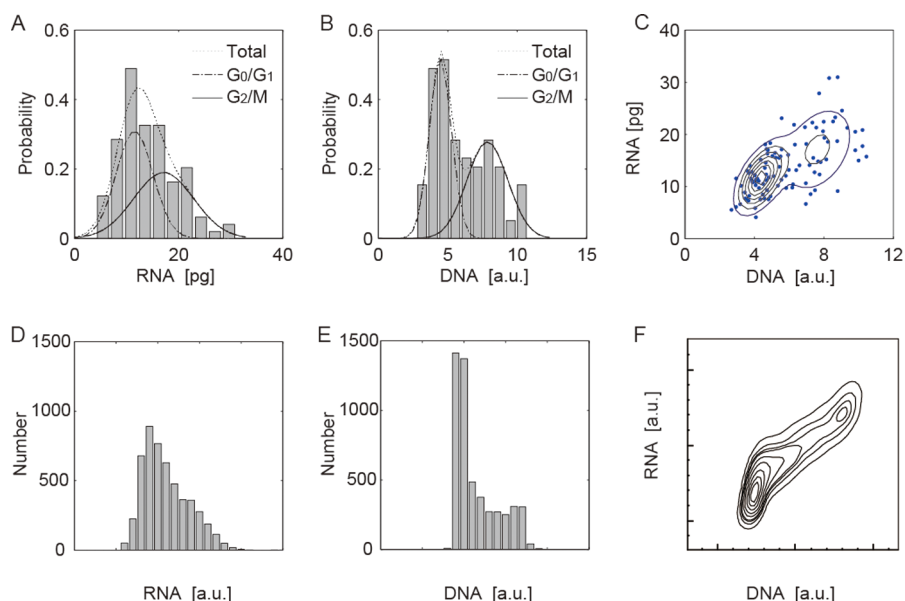 A
0.6
0.4
0.2
0
Probability
Total
G0/G1
G2/M
0
20
40
RNA [pg]
B
0.6
0.4
0.2
0
Probability
Total
G0/G1
G2/M
0
5
10
15
DNA [a.u.]
C
40
30
20
10
0
RNA [pg]
0
4
8
12
DNA [a.u.]
D
1500
1000
500
0
Number
RNA [a.u.]
E
1500
1000
500
0
Number
DNA [a.u.]
F
RNA [a.u.]
DNA [a.u.]